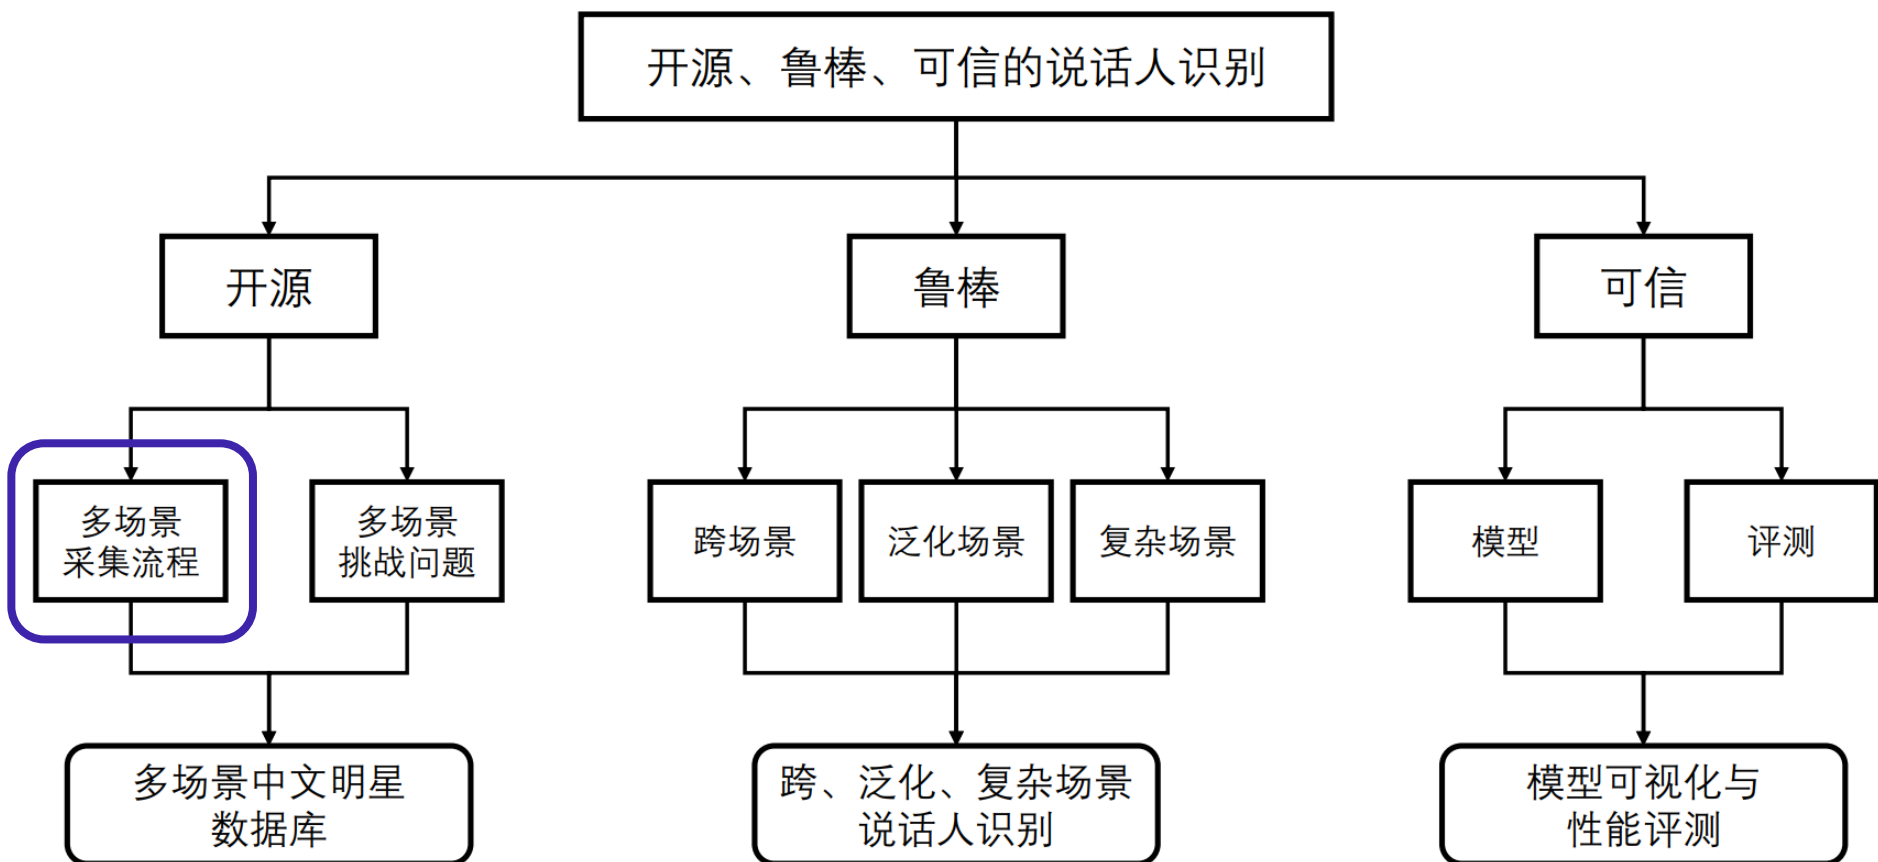 开源、鲁棒、可信的说话人识别
开源
鲁棒
可信
多场景
采集流程
多场景
挑战问题
跨场景
泛化场景
复杂场景
模型
评测
多场景中文明星
数据库
跨、泛化、复杂场景
说话人识别
模型可视化与
性能评测